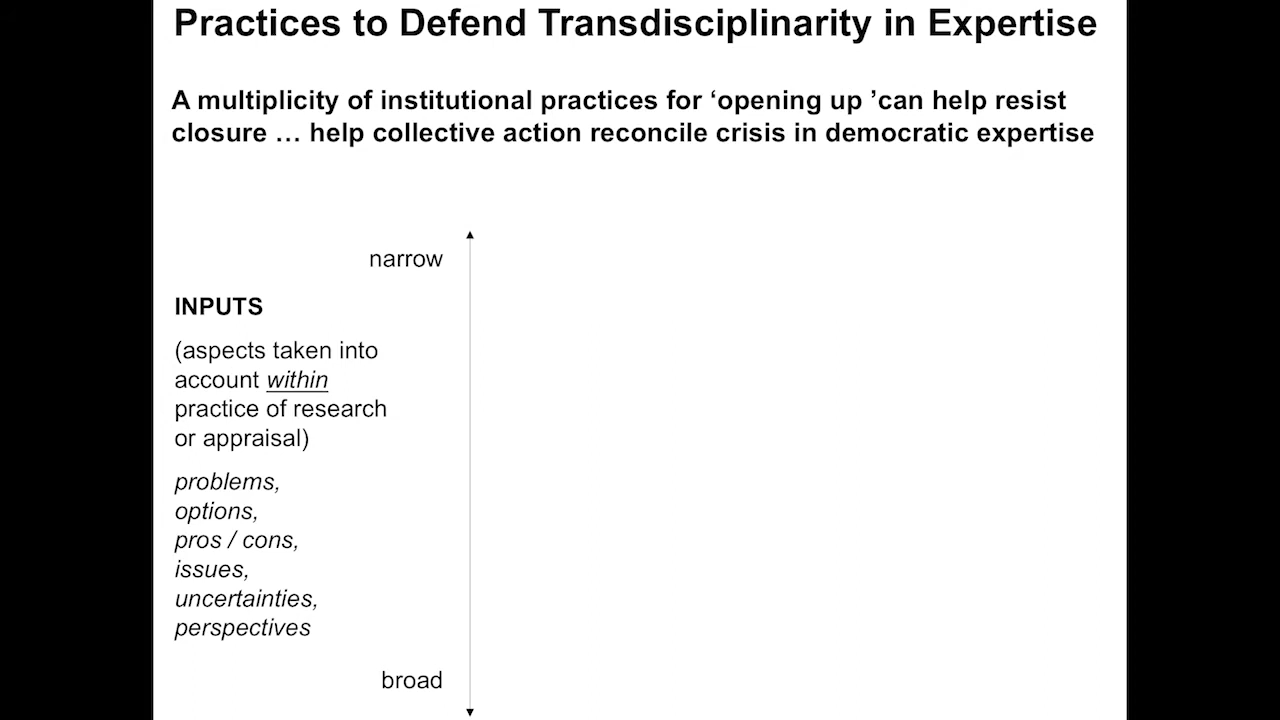 Practices to Defend Transdisciplinarity in Expertise
A multiplicity of institutional practices for ‘opening up ’can help resist
closure … help collective action reconcile crisis in democratic expertise
narrow
INPUTS
(aspects taken into
account within
practice of research
or appraisal)
problems,
options,
pros / cons,
issues,
uncertainties,
perspectives
broad